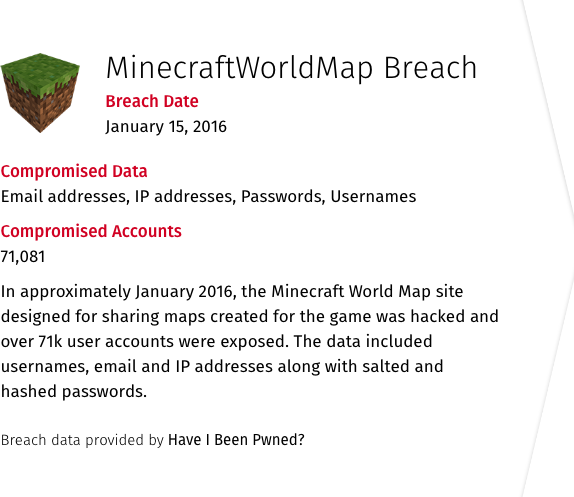 MinecraftWorldMap Breach
Breach Date
January 15, 2016
Compromised Data
Email addresses, IP addresses, Passwords, Usernames
Compromised Accounts
71,081
In approximately January 2016, the Minecraft World Map site
designed for sharing maps created for the game was hacked and
over 71k user accounts were exposed. The data included
usernames, email and IP addresses along with salted and
hashed passwords.
Breach data provided by Have I Been Pwned?